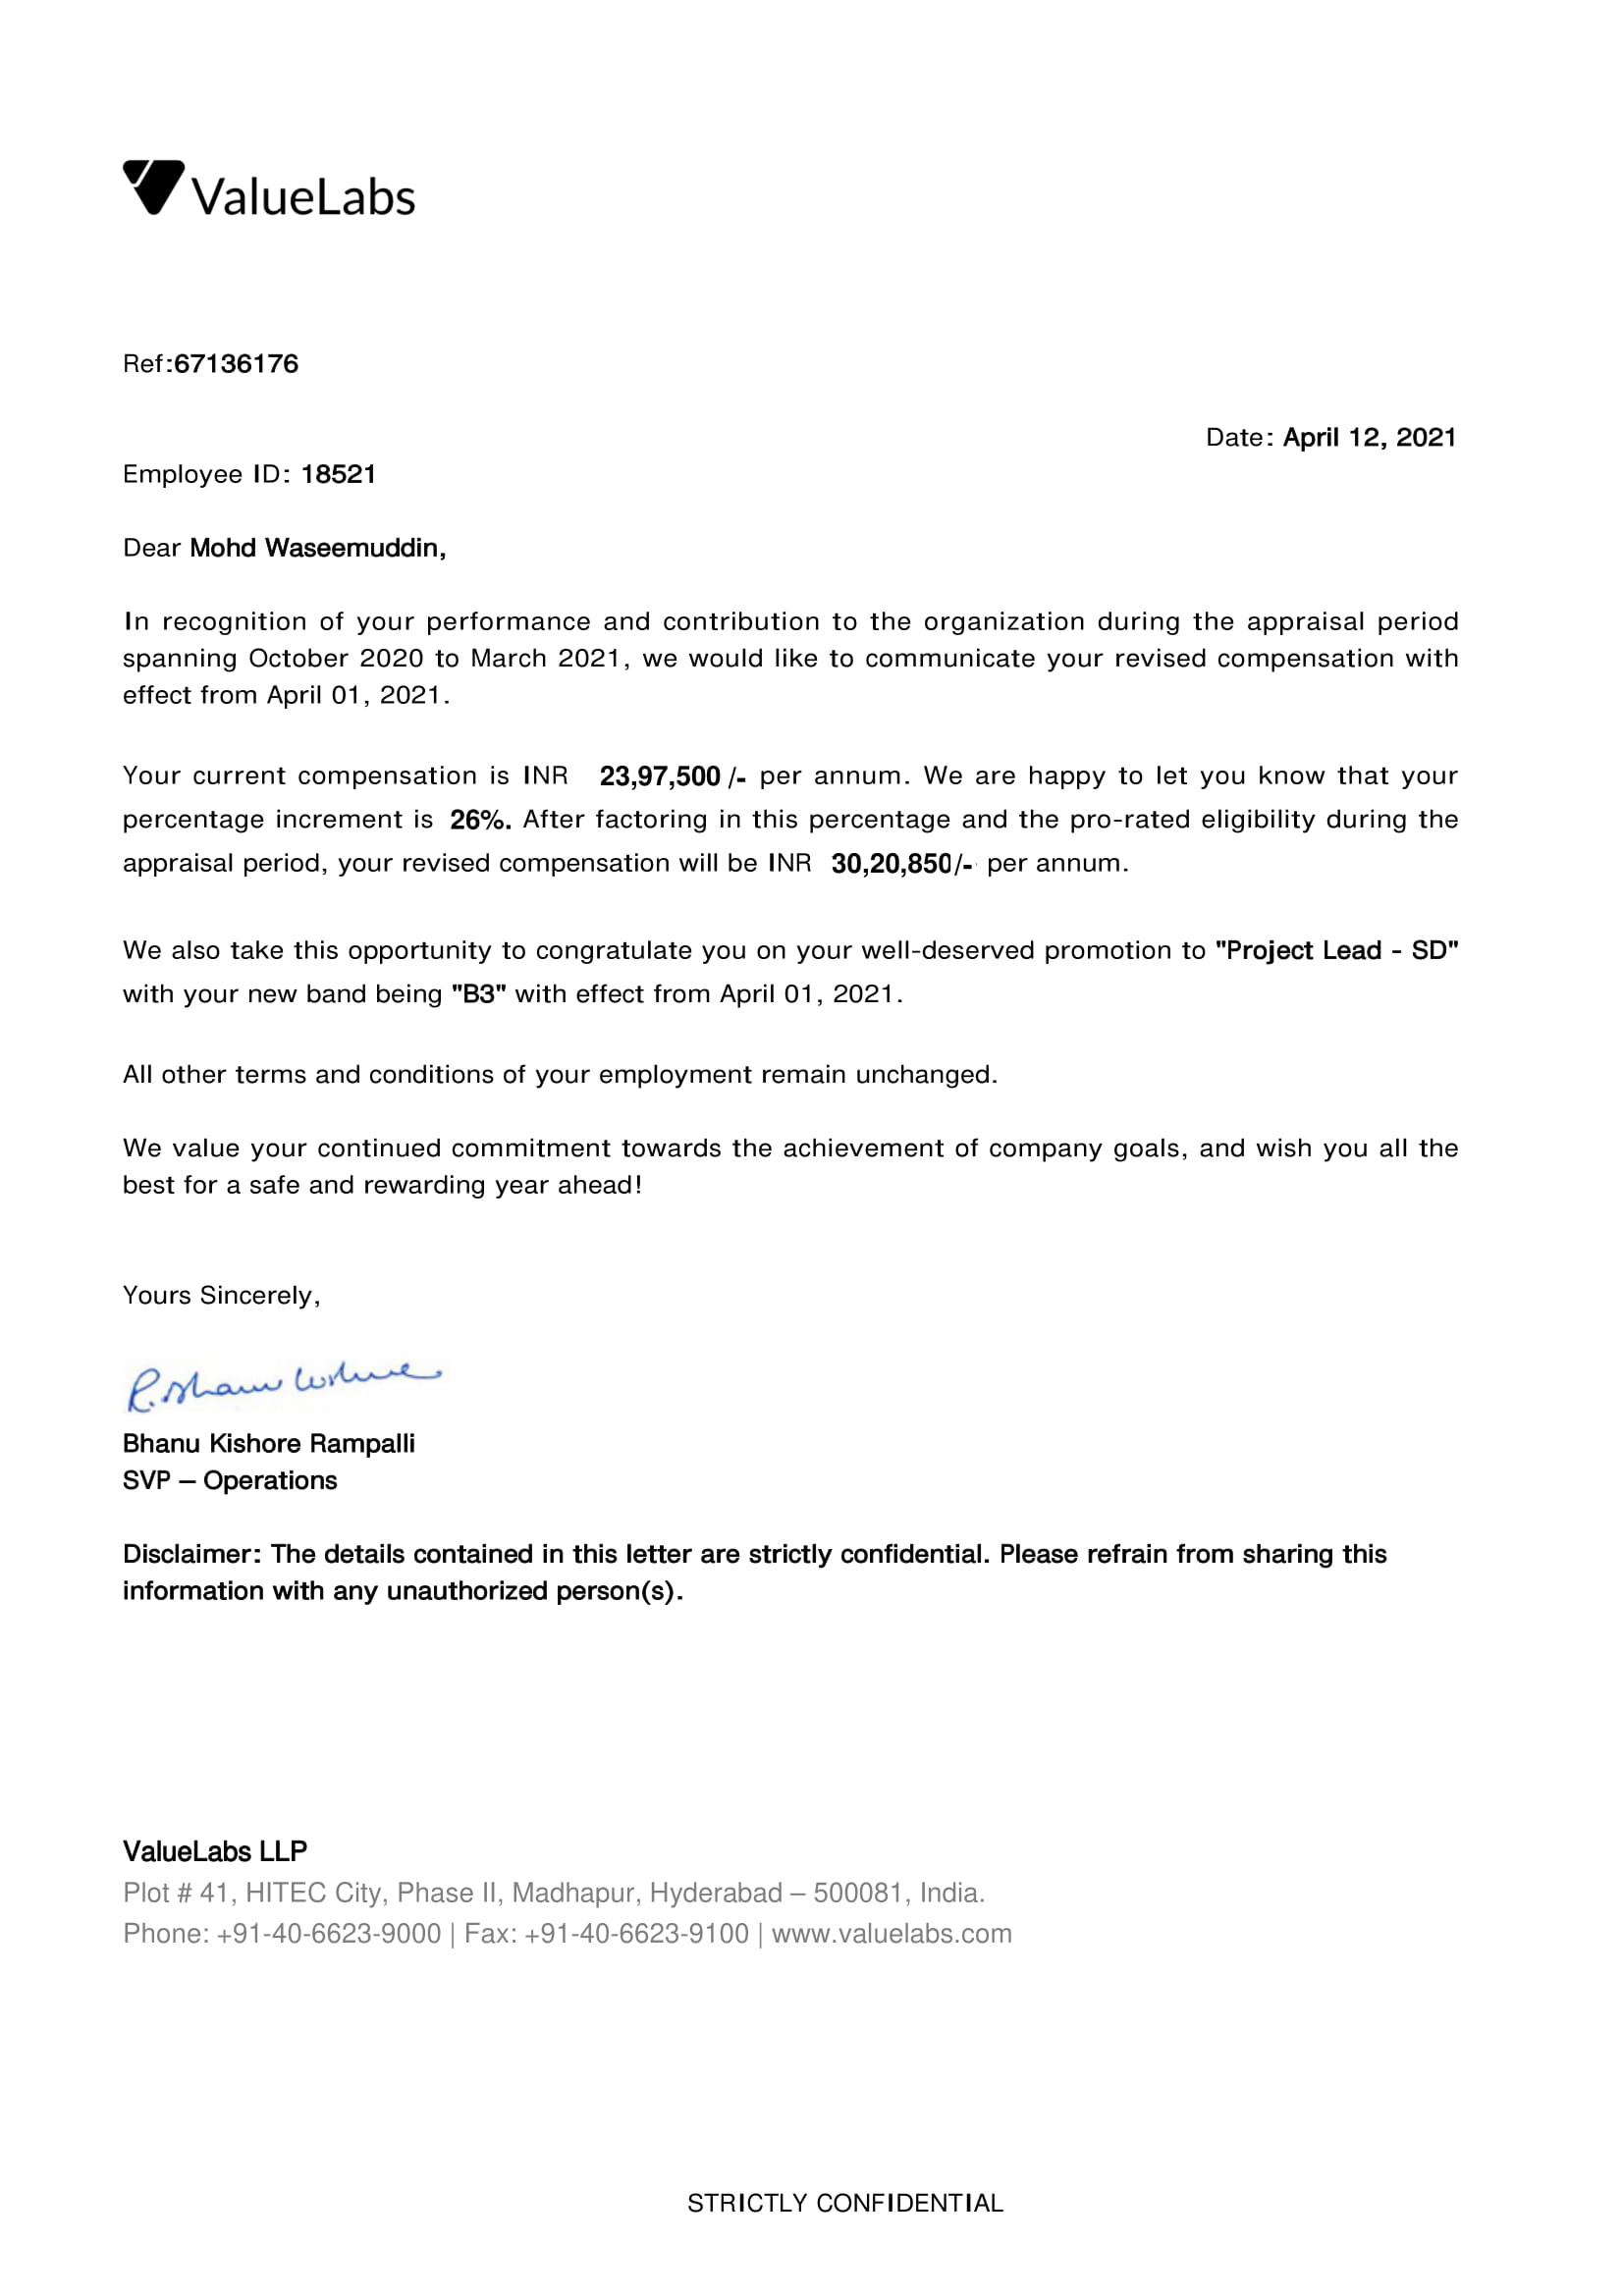 ValueLabs
Ref:67136176
Date: April 12, 2021
Employee ID: 18521
Dear Mohd Waseemuddin,
In recognition of your performance and contribution to the organization during the appraisal period
spanning October 2020 to March 2021, we would like to communicate your revised compensation with
effect from April 01, 2021.
Your current compensation is INR 23,97,500 /- per annum. We are happy to let you know that your
percentage increment is 26%. After factoring in this percentage and the pro-rated eligibility during the
appraisal period, your revised compensation will be INR 30,20,850/- per annum.
We also take this opportunity to congratulate you on your well-deserved promotion to "Project Lead - SD"
with your new band being "B3" with effect from April 01, 2021.
All other terms and conditions of your employment remain unchanged.
We value your continued commitment towards the achievement of company goals, and wish you all the
best for a safe and rewarding year ahead!
Yours Sincerely,
Bhanu Kishore Rampalli
SVP – Operations
Disclaimer: The details contained in this letter are strictly confidential. Please refrain from sharing this
information with any unauthorized person(s).
ValueLabs LLP
Plot # 41, HITEC City, Phase II, Madhapur, Hyderabad – 500081, India.
Phone: +91-40-6623-9000 | Fax: +91-40-6623-9100 | www.valuelabs.com
STRICTLY CONFIDENTIAL